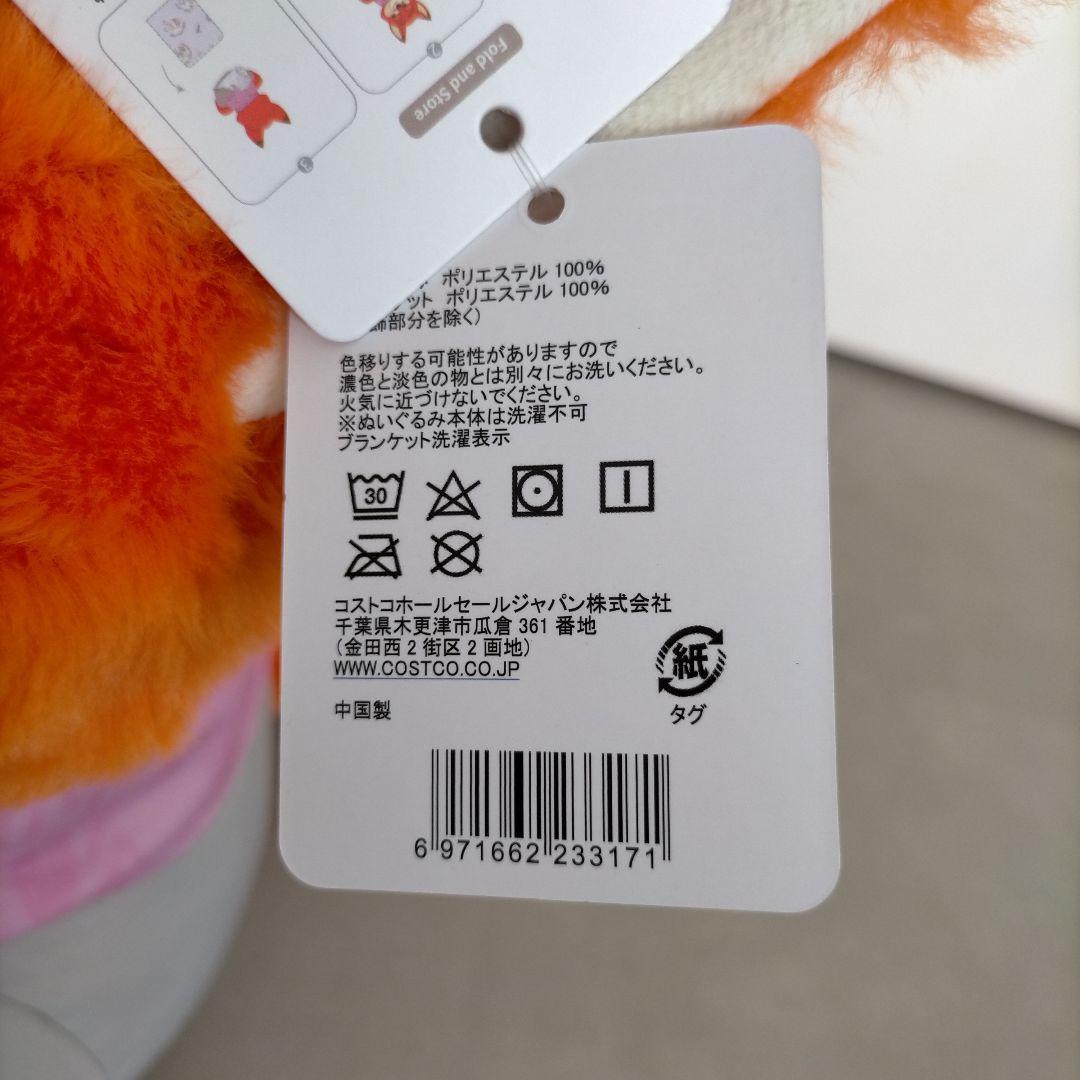 Fold and Store
ポリエステル 100%
ケット ポリエステル 100%
飾部分を除く)
色移りする可能性がありますので
濃色と淡色の物とは別々にお洗いください。
火気に近づけないでください。
※ぬいぐるみ本体は洗濯不可
ブランケット洗濯表示
30
コストコホールセールジャパン株式会社
千葉県木更津市瓜倉 361 番地
(金田西 2 街区 2 画地)
WWW.COSTCO.CO.JP
紙
タグ
中国製
6 971662 233171